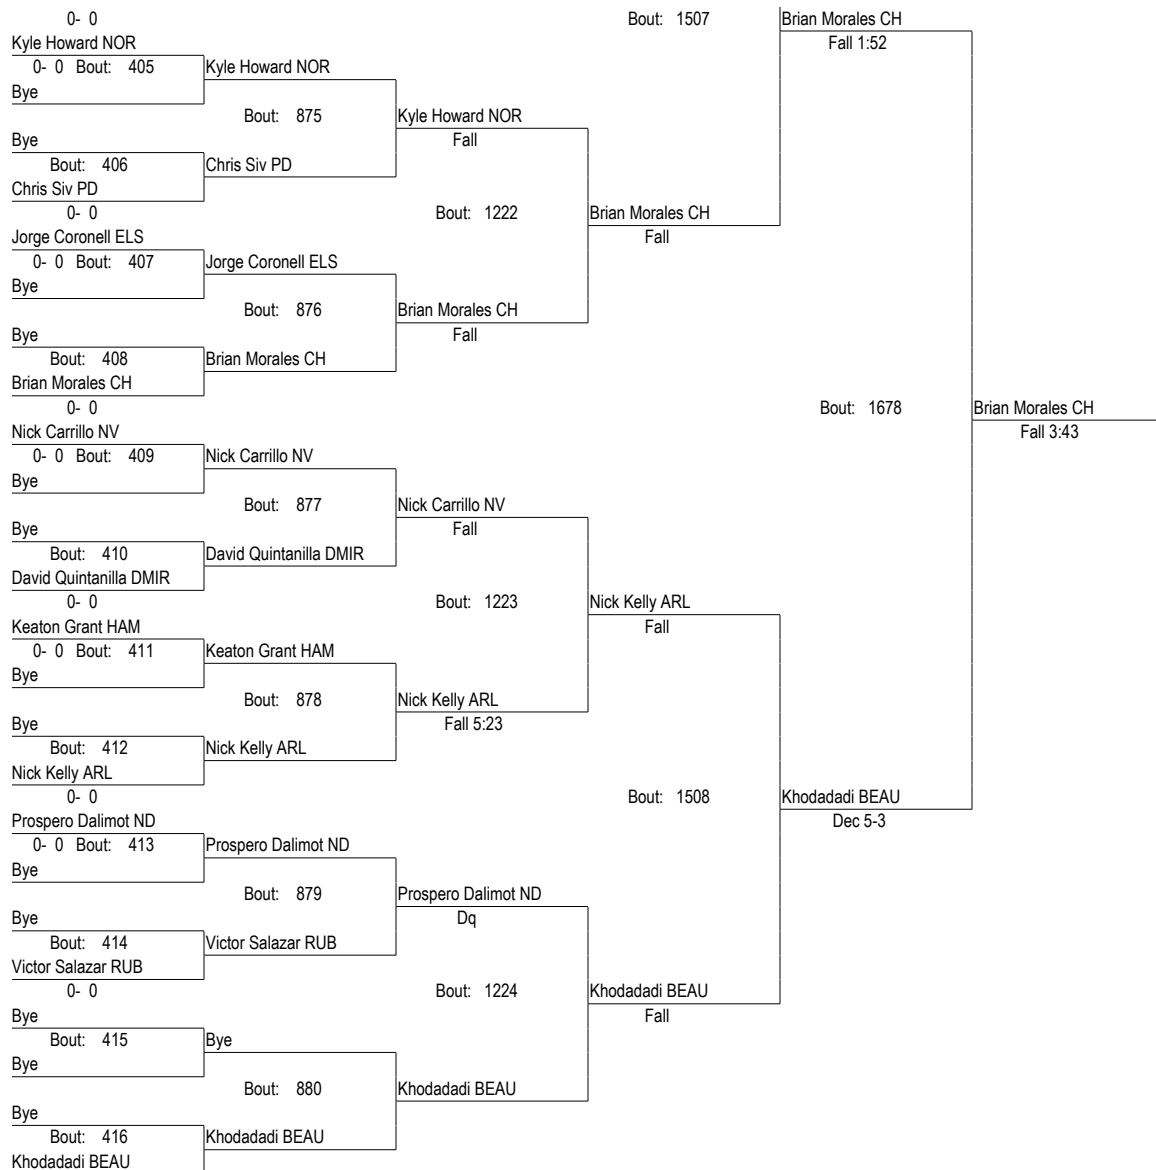 0- 0 Bout: 1507 Brian Morales CH
Kyle Howard NOR Fall 1:52
0- 0 Bout: 405 Kyle Howard NOR
Bye
Bout: 875 Kyle Howard NOR
Bye Fall
Bout: 406 Chris Siv PD
Chris Siv PD
0- 0 Bout: 1222 Brian Morales CH
Jorge Coronell ELS Fall
0- 0 Bout: 407 Jorge Coronell ELS
Bye
Bout: 876 Brian Morales CH
Bye Fall
Bout: 408 Brian Morales CH
Brian Morales CH
0- 0 Bout: 1678 Brian Morales CH
Nick Carrillo NV Fall 3:43
0- 0 Bout: 409 Nick Carrillo NV
Bye
Bout: 877 Nick Carrillo NV
Bye Fall
Bout: 410 David Quintanilla DMIR
David Quintanilla DMIR
0- 0 Bout: 1223 Nick Kelly ARL
Keaton Grant HAM Fall
0- 0 Bout: 411 Keaton Grant HAM
Bye
Bout: 878 Nick Kelly ARL
Bye Fall 5:23
Bout: 412 Nick Kelly ARL
Nick Kelly ARL
0- 0 Bout: 1508 Khodadadi BEAU
Prospero Dalimot ND Dec 5-3
0- 0 Bout: 413 Prospero Dalimot ND
Bye
Bout: 879 Prospero Dalimot ND
Bye Dq
Bout: 414 Victor Salazar RUB
Victor Salazar RUB
0- 0 Bout: 1224 Khodadadi BEAU
Bye Fall
Bout: 415 Bye
Bye
Bout: 880 Khodadadi BEAU
Bye
Bout: 416 Khodadadi BEAU
Khodadadi BEAU